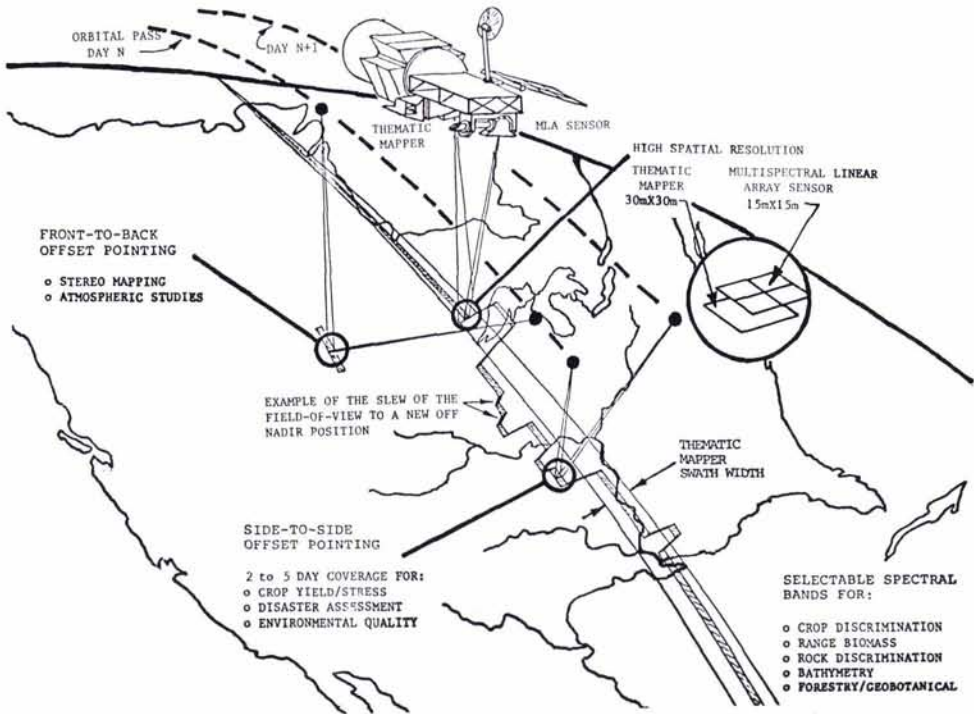 ORBITAL PASS
DAY N
DAY N+1
THEMATIC
MAPPER
MLA SENSOR
HIGH SPATIAL RESOLUTION
THEMATIC
MAPPER
30mX30m
MULTISPECTRAL LINEAR
ARRAY SENSOR
15mX15m
FRONT-TO-BACK
OFFSET POINTING
o STEREO MAPPING
o ATMOSPHERIC STUDIES
EXAMPLE OF THE SLEW OF THE
FIELD-OF-VIEW TO A NEW OFF
NADIR POSITION
THEMATIC
MAPPER
SWATH WIDTH
SIDE-TO-SIDE
OFFSET POINTING
2 to 5 DAY COVERAGE FOR:
o CROP YIELD/STRESS
o DISASTER ASSESSMENT
o ENVIRONMENTAL QUALITY
SELECTABLE SPECTRAL
BANDS FOR:
o CROP DISCRIMINATION
o RANGE BIOMASS
o ROCK DISCRIMINATION
o BATHYMETRY
o FORESTRY/GEOBOTANICAL